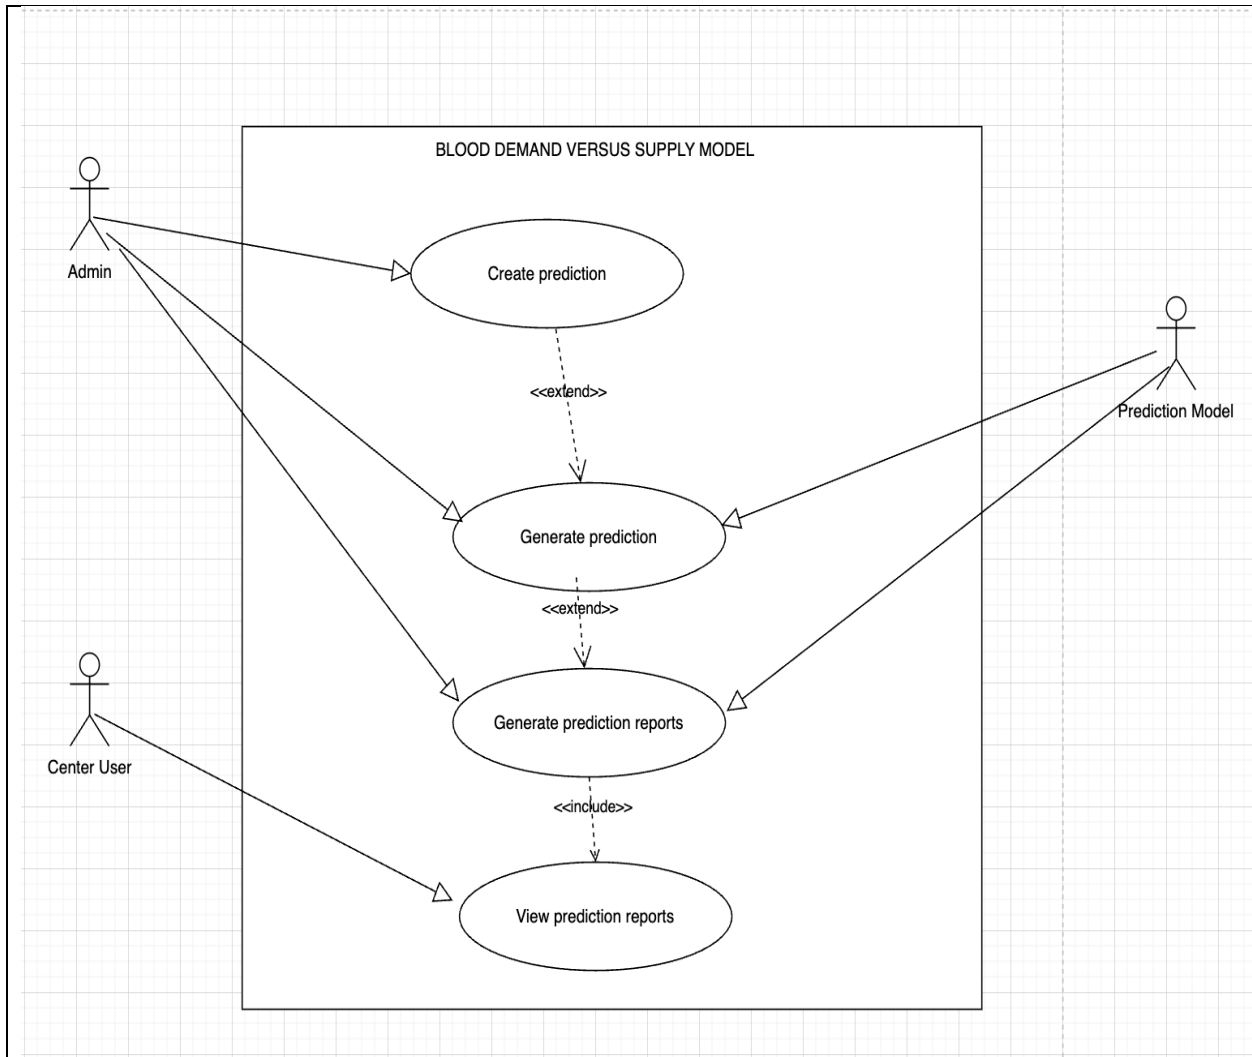 BLOOD DEMAND VERSUS SUPPLY MODEL
Admin
Create prediction
<<extend>>
Prediction Model
Generate prediction
<<extend>>
Generate prediction reports
Center User
<<include>>
View prediction reports